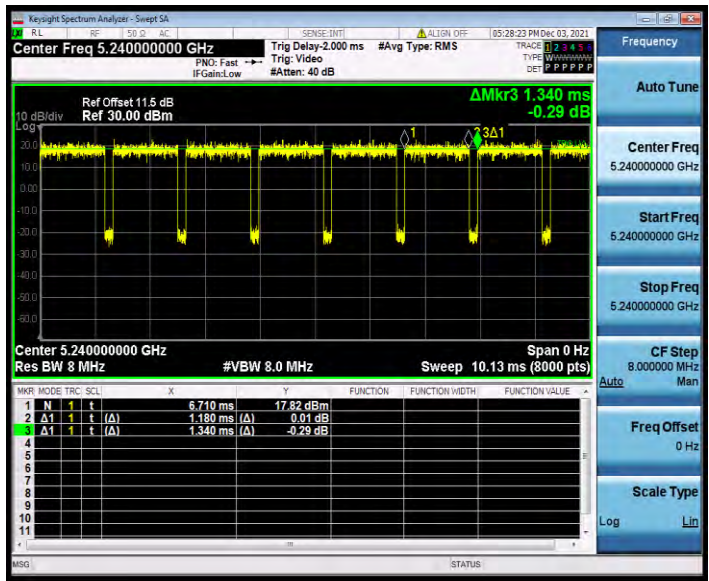 Keysight Spectrum Analyzer - Swept SA
RL RF 50 Ω AC SENSE:INT ALIGN OFF 05:28:23 PM Dec 03, 2021
Center Freq 5.240000000 GHz
PNO: Fast
IFGain:Low
Trig Delay-2.000 ms
Trig: Video
#Atten: 40 dB
#Avg Type: RMS
TRACE 1 2 3 4 5 6
TYPE
DET P P P P P P
Frequency
Auto Tune
Center Freq
5.240000000 GHz
Start Freq
5.240000000 GHz
Stop Freq
5.240000000 GHz
CF Step
8.000000 MHz
Auto Man
Freq Offset
0 Hz
Scale Type
Log Lin
Ref Offset 11.5 dB
10 dB/div Ref 30.00 dBm
ΔMkr3 1.340 ms
-0.29 dB
Log
1 2 3Δ1
20.0
10.0
0.00
-10.0
-20.0
-30.0
-40.0
-50.0
-60.0
Center 5.240000000 GHz Span 0 Hz
Res BW 8 MHz #VBW 8.0 MHz Sweep 10.13 ms (8000 pts)
MKR MODE TRC SCL X Y FUNCTION FUNCTION WIDTH FUNCTION VALUE
1 N 1 t 6.710 ms 17.82 dBm
2 Δ1 1 t (Δ) 1.180 ms (Δ) 0.01 dB
3 Δ1 1 t (Δ) 1.340 ms (Δ) -0.29 dB
4
5
6
7
8
9
10
11
MSG STATUS